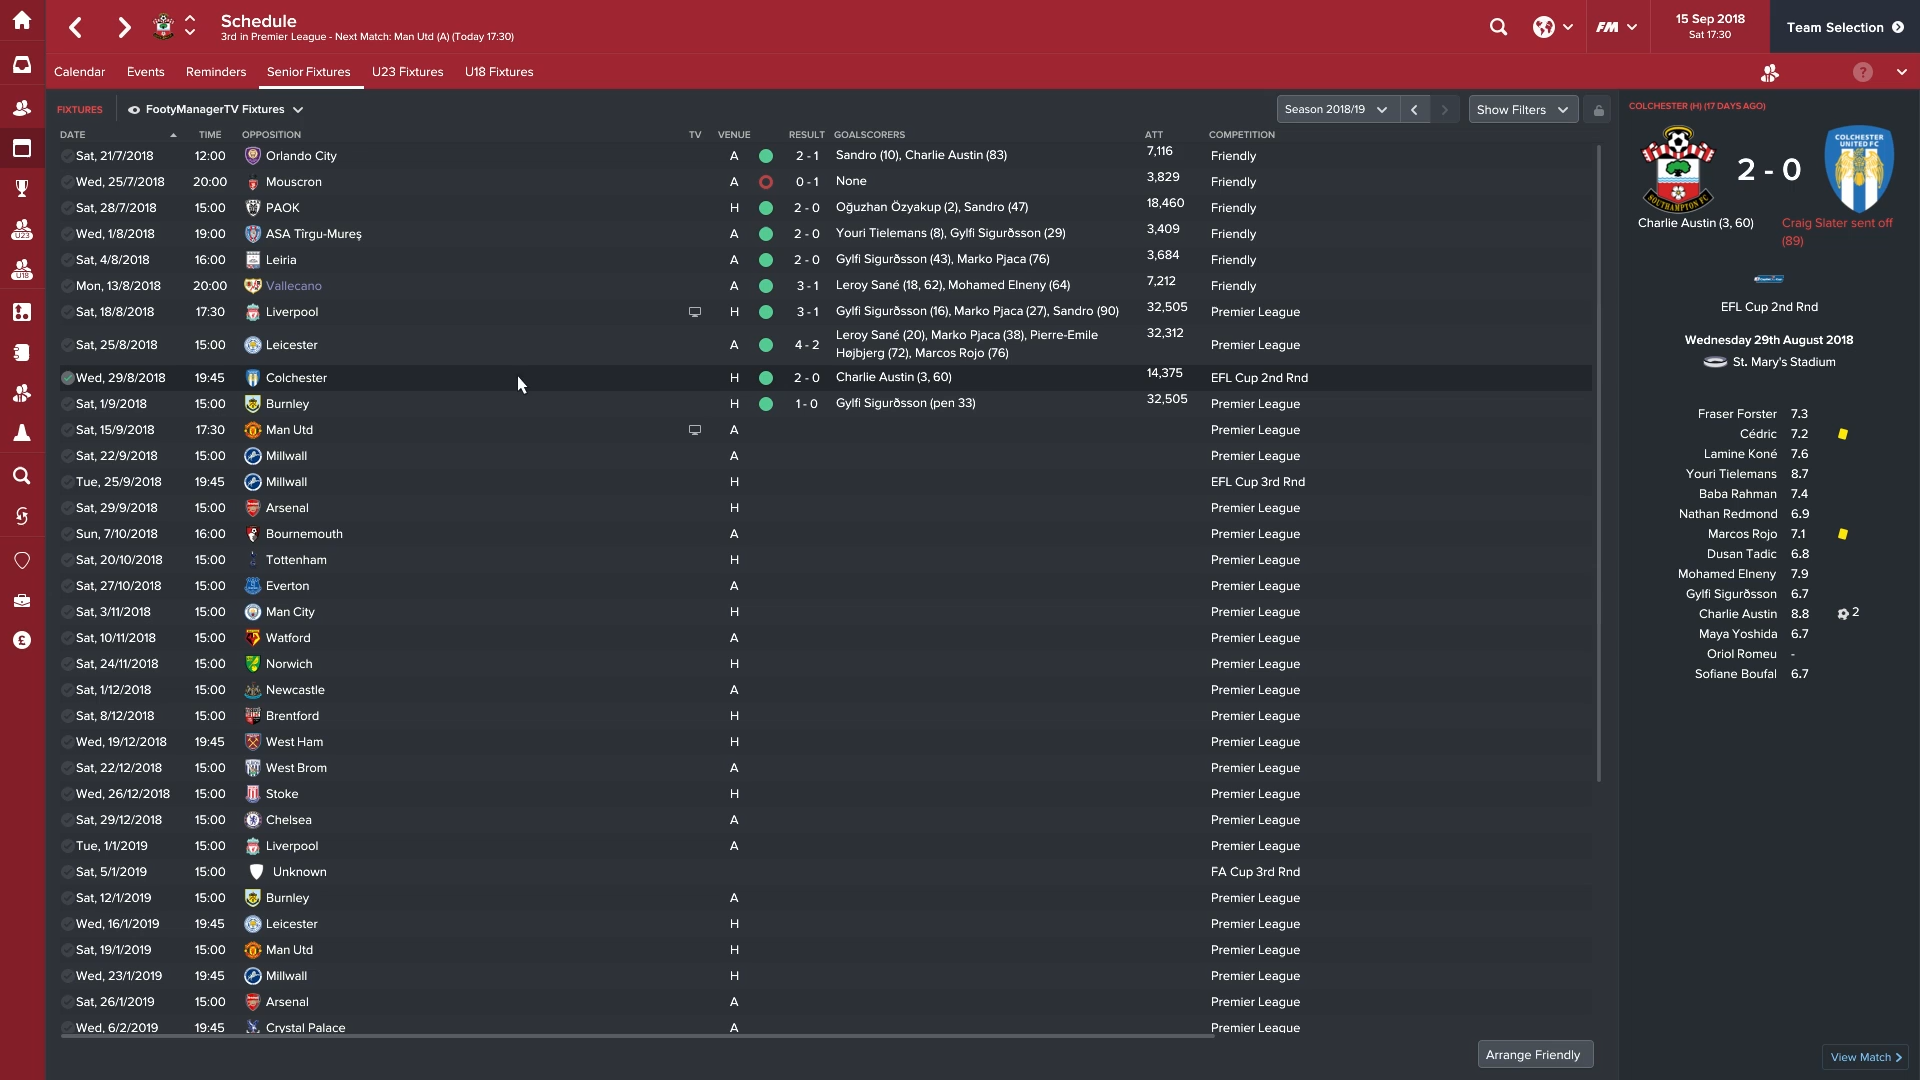 Schedule
3rd in Premier League - Next Match: Man Utd (A) (Today 17:30)
FM
15 Sep 2018
Sat 17:30
Team Selection
Calendar Events Reminders Senior Fixtures U23 Fixtures U18 Fixtures
?
FIXTURES FootyManagerTV Fixtures Season 2018/19 Show Filters
DATE TIME OPPOSITION TV VENUE RESULT GOALSCORERS ATT COMPETITION
Sat, 21/7/2018 12:00 Orlando City A 2 - 1 Sandro (10), Charlie Austin (83) 7,116 Friendly
Wed, 25/7/2018 20:00 Mouscron A 0 - 1 None 3,829 Friendly
Sat, 28/7/2018 15:00 PAOK H 2 - 0 Oğuzhan Özyakup (2), Sandro (47) 18,460 Friendly
Wed, 1/8/2018 19:00 ASA Tîrgu-Mureş A 2 - 0 Youri Tielemans (8), Gylfi Sigurðsson (29) 3,409 Friendly
Sat, 4/8/2018 16:00 Leiria A 2 - 0 Gylfi Sigurðsson (43), Marko Pjaca (76) 3,684 Friendly
Mon, 13/8/2018 20:00 Vallecano A 3 - 1 Leroy Sané (18, 62), Mohamed Elneny (64) 7,212 Friendly
Sat, 18/8/2018 17:30 Liverpool H 3 - 1 Gylfi Sigurðsson (16), Marko Pjaca (27), Sandro (90) 32,505 Premier League
Sat, 25/8/2018 15:00 Leicester A 4 - 2 Leroy Sané (20), Marko Pjaca (38), Pierre-Emile 32,312 Premier League
Højbjerg (72), Marcos Rojo (76)
Wed, 29/8/2018 19:45 Colchester H 2 - 0 Charlie Austin (3, 60) 14,375 EFL Cup 2nd Rnd
Sat, 1/9/2018 15:00 Burnley H 1 - 0 Gylfi Sigurðsson (pen 33) 32,505 Premier League
Sat, 15/9/2018 17:30 Man Utd A Premier League
Sat, 22/9/2018 15:00 Millwall A Premier League
Tue, 25/9/2018 19:45 Millwall H EFL Cup 3rd Rnd
Sat, 29/9/2018 15:00 Arsenal H Premier League
Sun, 7/10/2018 16:00 Bournemouth A Premier League
Sat, 20/10/2018 15:00 Tottenham H Premier League
Sat, 27/10/2018 15:00 Everton A Premier League
Sat, 3/11/2018 15:00 Man City H Premier League
Sat, 10/11/2018 15:00 Watford A Premier League
Sat, 24/11/2018 15:00 Norwich H Premier League
Sat, 1/12/2018 15:00 Newcastle A Premier League
Sat, 8/12/2018 15:00 Brentford H Premier League
Wed, 19/12/2018 19:45 West Ham H Premier League
Sat, 22/12/2018 15:00 West Brom A Premier League
Wed, 26/12/2018 15:00 Stoke H Premier League
Sat, 29/12/2018 15:00 Chelsea A Premier League
Tue, 1/1/2019 15:00 Liverpool A Premier League
Sat, 5/1/2019 15:00 Unknown FA Cup 3rd Rnd
Sat, 12/1/2019 15:00 Burnley A Premier League
Wed, 16/1/2019 19:45 Leicester H Premier League
Sat, 19/1/2019 15:00 Man Utd H Premier League
Wed, 23/1/2019 19:45 Millwall H Premier League
Sat, 26/1/2019 15:00 Arsenal A Premier League
Wed, 6/2/2019 19:45 Crystal Palace A Premier League
Arrange Friendly
U23
U18
£
COLCHESTER (H) (17 DAYS AGO)
SOUTHAMPTON FC
2 - 0
COLCHESTER
UNITED FC
Charlie Austin (3, 60)
Craig Slater sent off
(89)
EFL Cup 2nd Rnd
Wednesday 29th August 2018
St. Mary's Stadium
Fraser Forster 7.3
Cédric 7.2
Lamine Koné 7.6
Youri Tielemans 8.7
Baba Rahman 7.4
Nathan Redmond 6.9
Marcos Rojo 7.1
Dusan Tadic 6.8
Mohamed Elneny 7.9
Gylfi Sigurðsson 6.7
Charlie Austin 8.8 2
Maya Yoshida 6.7
Oriol Romeu -
Sofiane Boufal 6.7
View Match